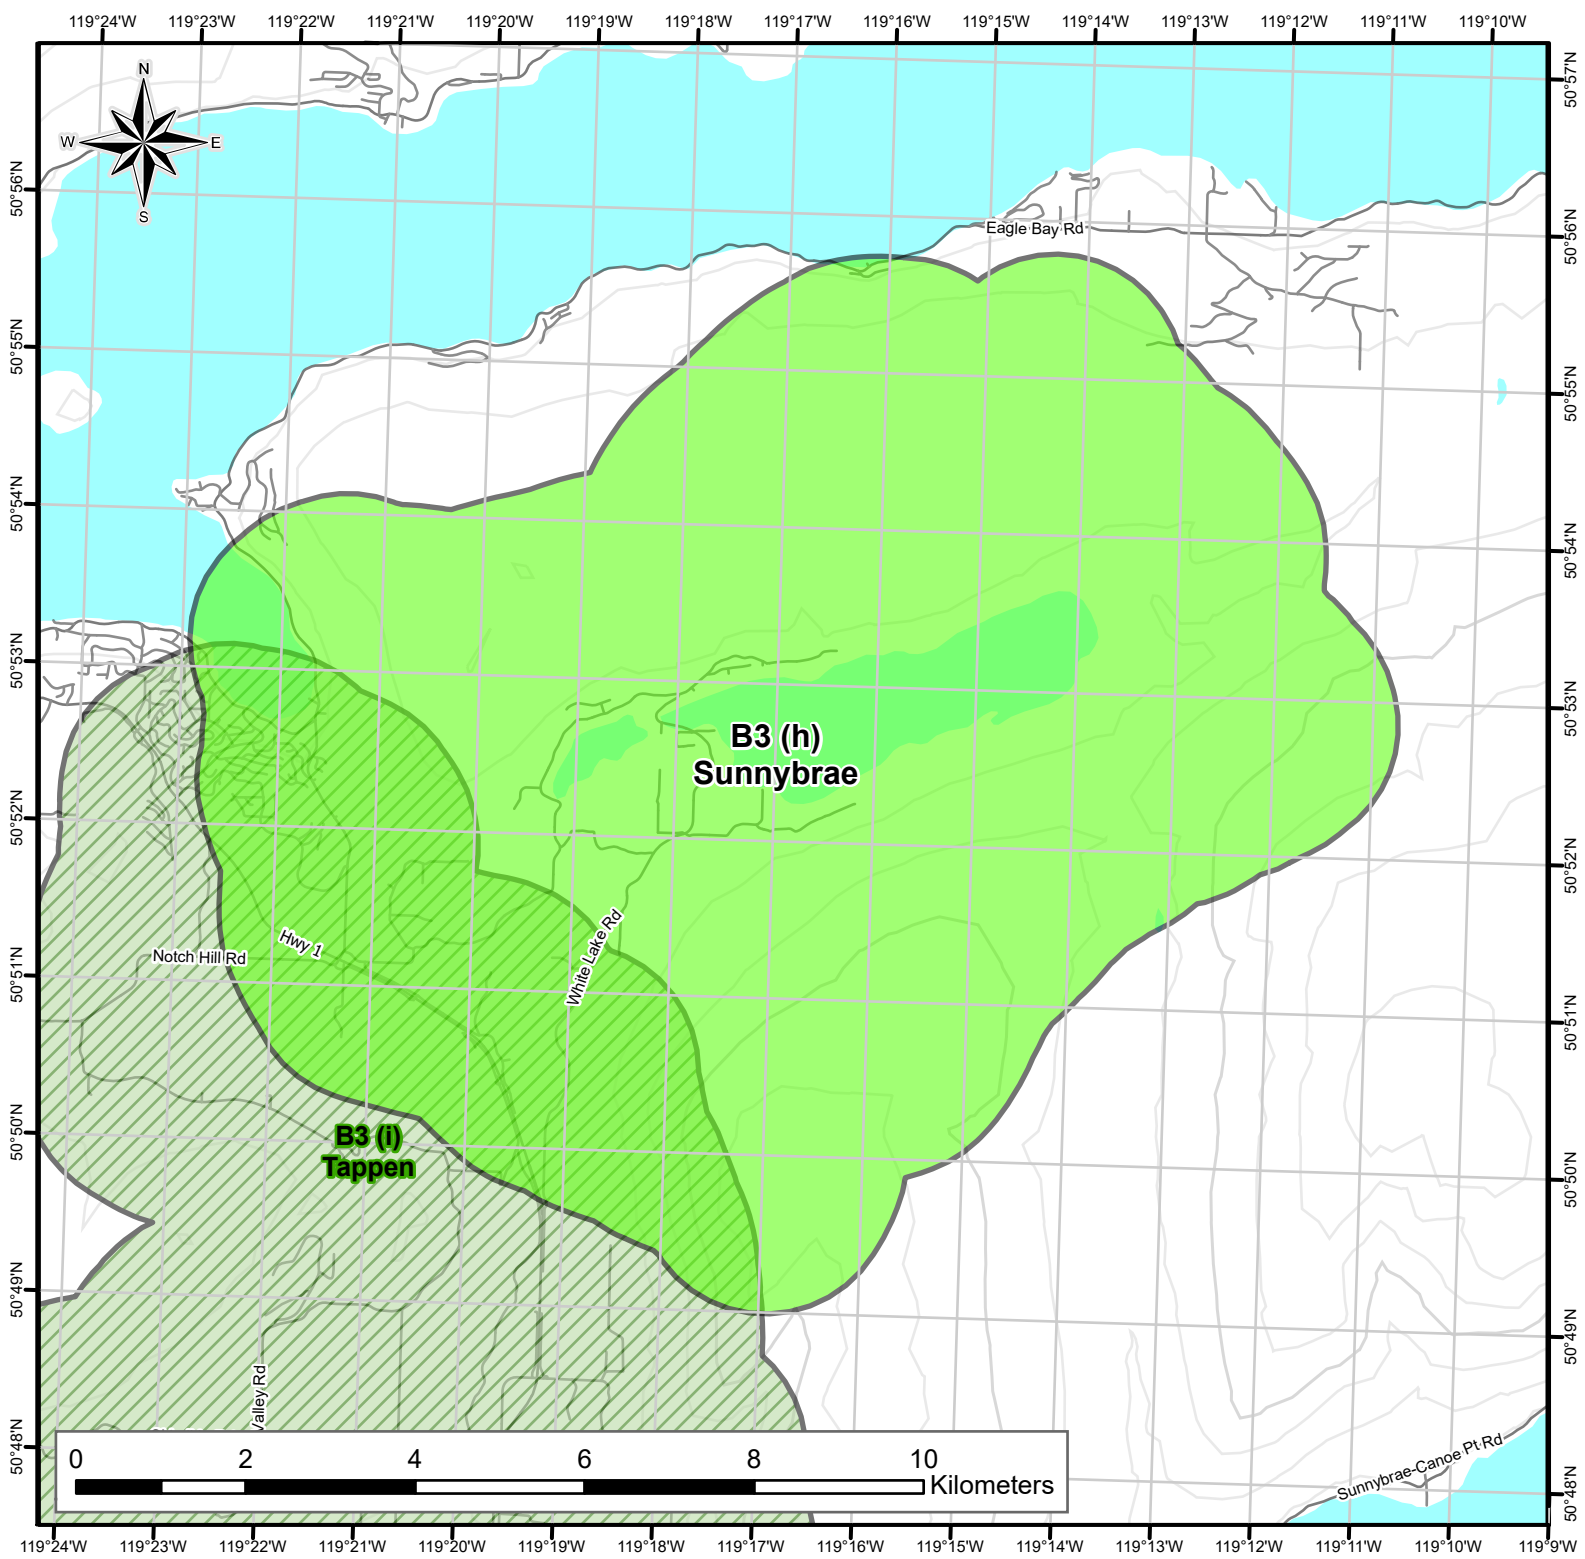 119°24'W 119°23'W 119°22'W 119°21'W 119°20'W 119°19'W 119°18'W 119°17'W 119°16'W 119°15'W 119°14'W 119°13'W 119°12'W 119°11'W 119°10'W
N
W E
S
50°57'N
50°56'N
50°56'N
Eagle Bay Rd
50°55'N
50°55'N
50°54'N
50°54'N
50°53'N
50°53'N
B3 (h)
Sunnybrae
50°52'N
50°52'N
White Lake Rd
Hwy 1
Notch Hill Rd
50°51'N
50°51'N
B3 (i)
Tappen
50°50'N
50°50'N
50°49'N
50°49'N
Valley Rd
50°48'N
50°48'N
Sunnybrae-Canoe Pt Rd
0 2 4 6 8 10
Kilometers
119°24'W 119°23'W 119°22'W 119°21'W 119°20'W 119°19'W 119°18'W 119°17'W 119°16'W 119°15'W 119°14'W 119°13'W 119°12'W 119°11'W 119°10'W 119°9'W